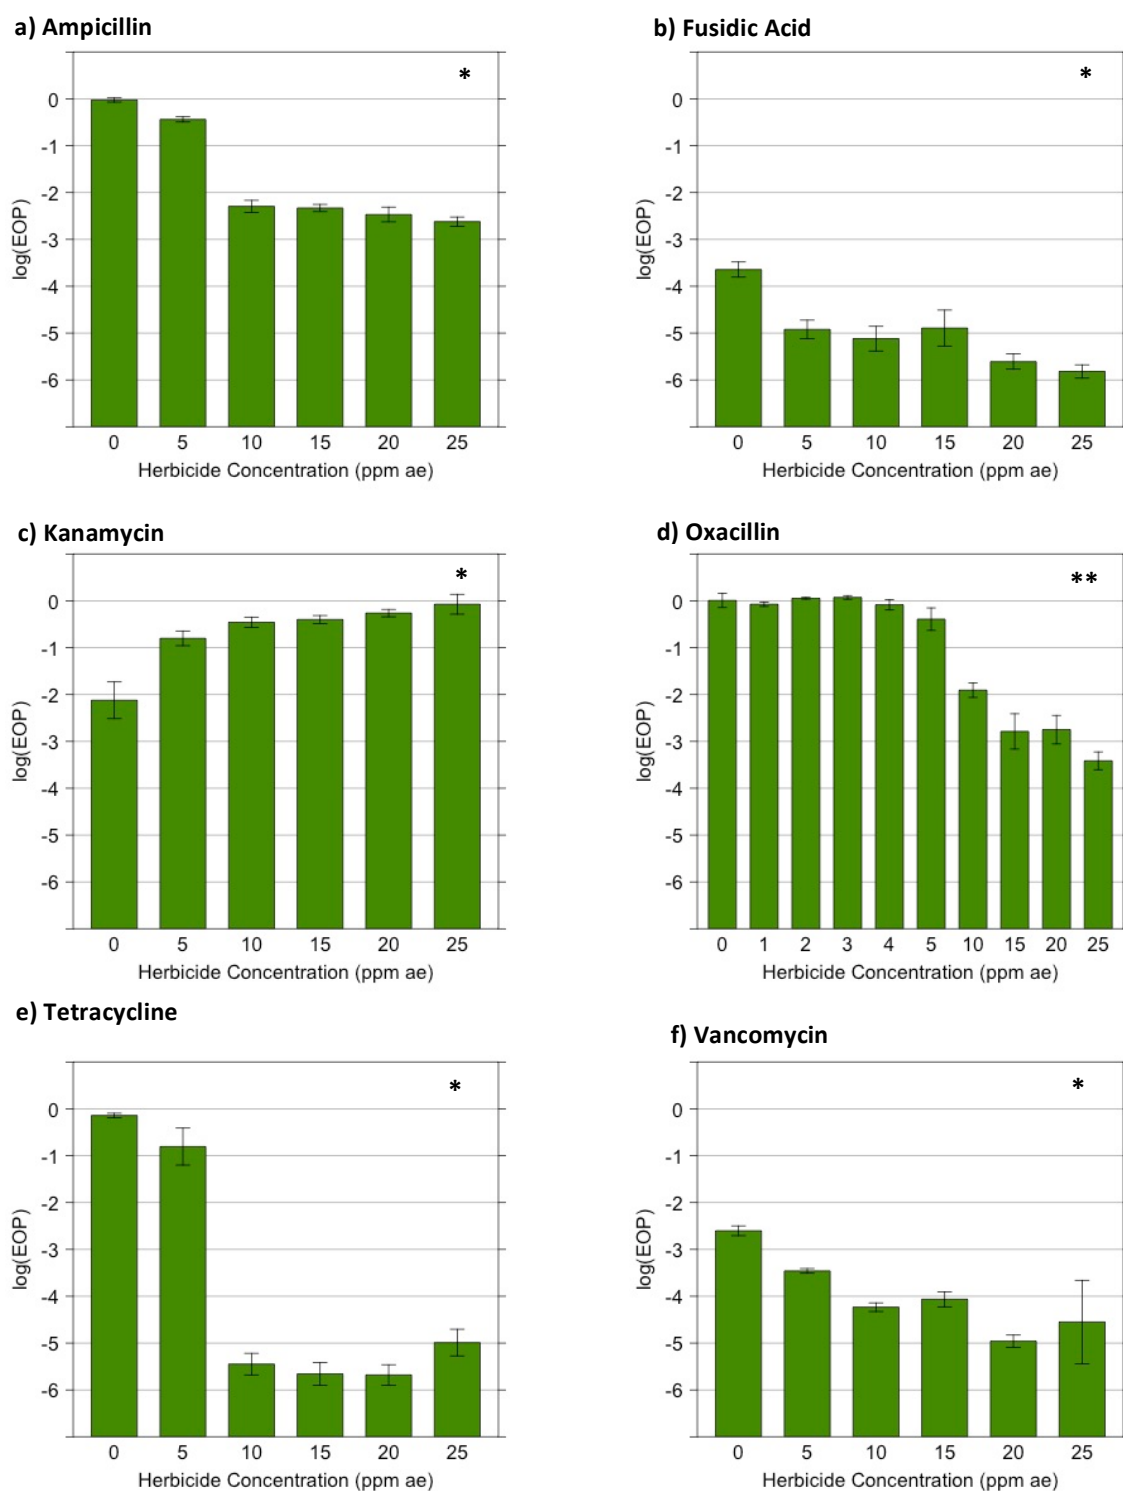 a) Ampicillin
*
0
-1
-2
-3
-4
-5
-6
log(EOP)
0 5 10 15 20 25
Herbicide Concentration (ppm ae)
b) Fusidic Acid
*
0
-1
-2
-3
-4
-5
-6
log(EOP)
0 5 10 15 20 25
Herbicide Concentration (ppm ae)
c) Kanamycin
*
0
-1
-2
-3
-4
-5
-6
log(EOP)
0 5 10 15 20 25
Herbicide Concentration (ppm ae)
d) Oxacillin
**
0
-1
-2
-3
-4
-5
-6
log(EOP)
0 1 2 3 4 5 10 15 20 25
Herbicide Concentration (ppm ae)
e) Tetracycline
*
0
-1
-2
-3
-4
-5
-6
log(EOP)
0 5 10 15 20 25
Herbicide Concentration (ppm ae)
f) Vancomycin
*
0
-1
-2
-3
-4
-5
-6
log(EOP)
0 5 10 15 20 25
Herbicide Concentration (ppm ae)